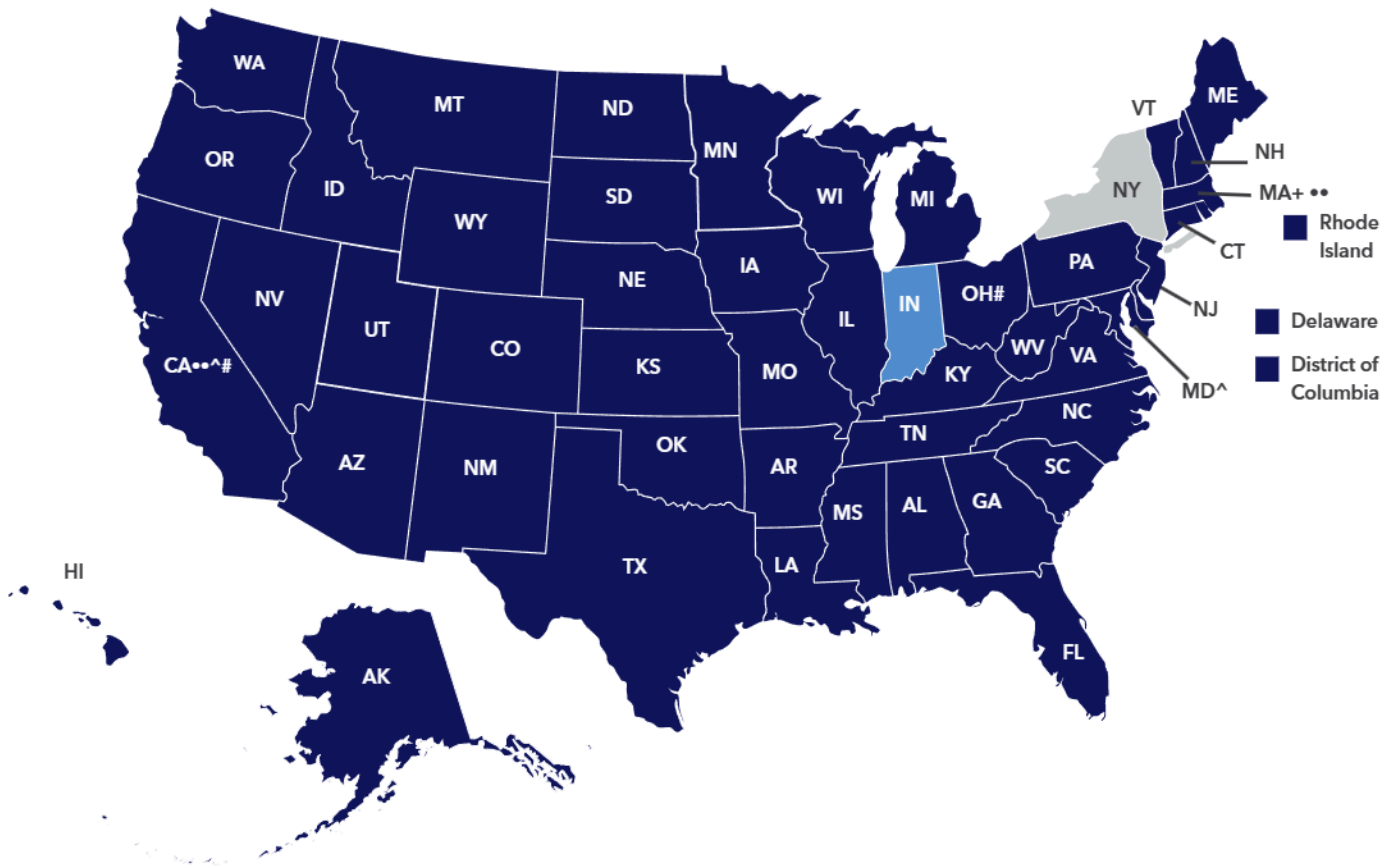 WA
MT
ND
MN
VT
ME
OR
ID
SD
WI
MI
NY
NH
MA+ ••
WY
Rhode
Island
CT
NV
UT
NE
IA
PA
IL
IN
OH#
NJ
Delaware
CO
CA••^#
KS
MO
WV
VA
KY
District of
Columbia
MD^
NC
TN
AZ
NM
OK
AR
SC
MS
AL
GA
TX
LA
HI
AK
FL